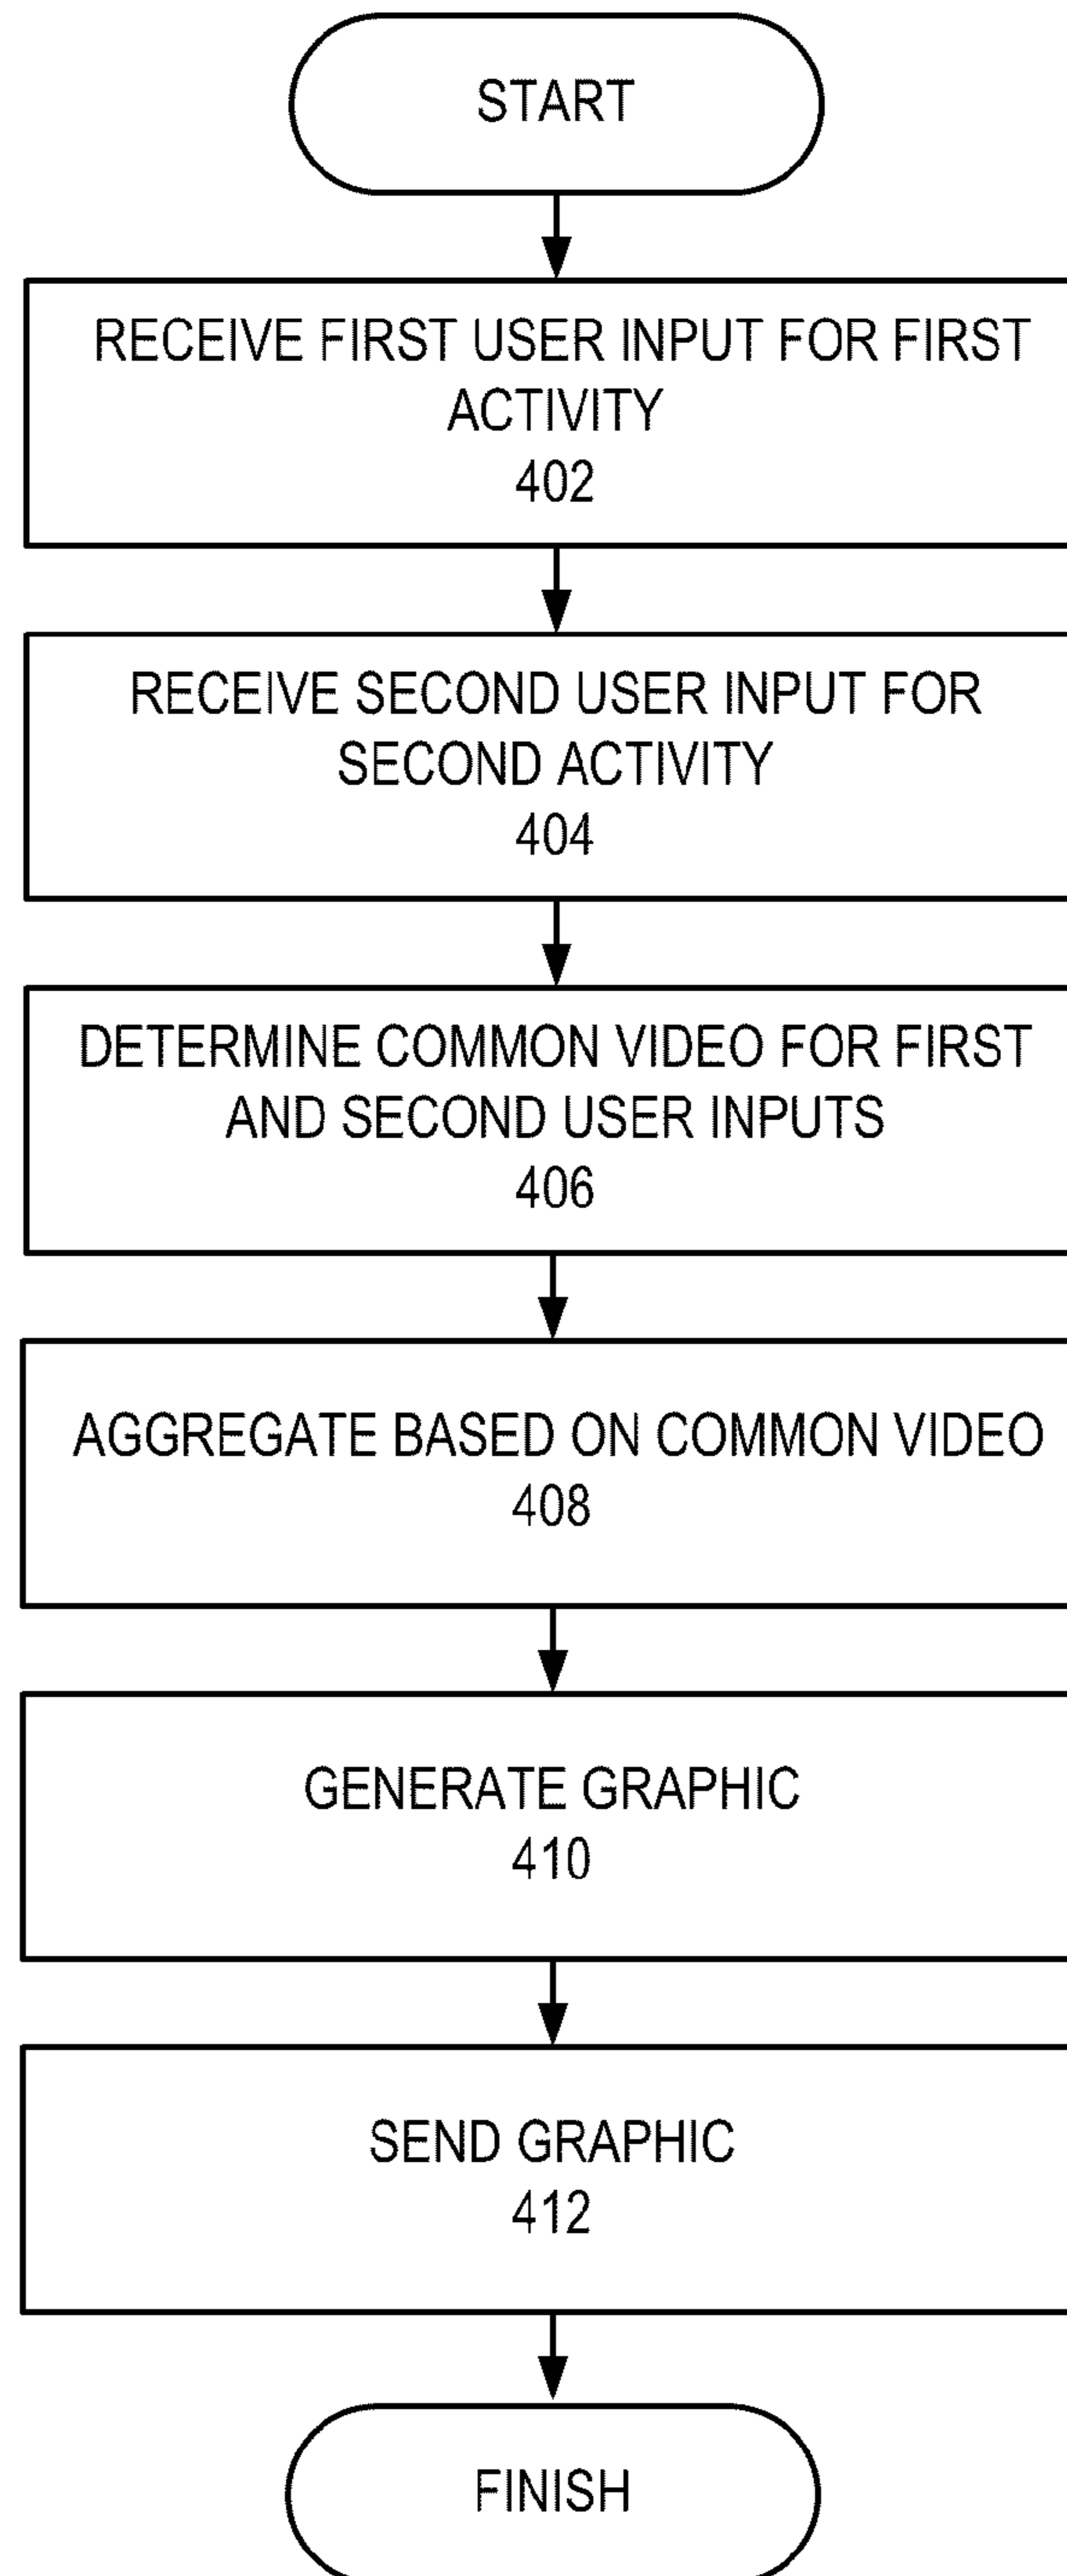 START
RECEIVE FIRST USER INPUT FOR FIRST
ACTIVITY
402
RECEIVE SECOND USER INPUT FOR
SECOND ACTIVITY
404
DETERMINE COMMON VIDEO FOR FIRST
AND SECOND USER INPUTS
406
AGGREGATE BASED ON COMMON VIDEO
408
GENERATE GRAPHIC
410
SEND GRAPHIC
412
FINISH